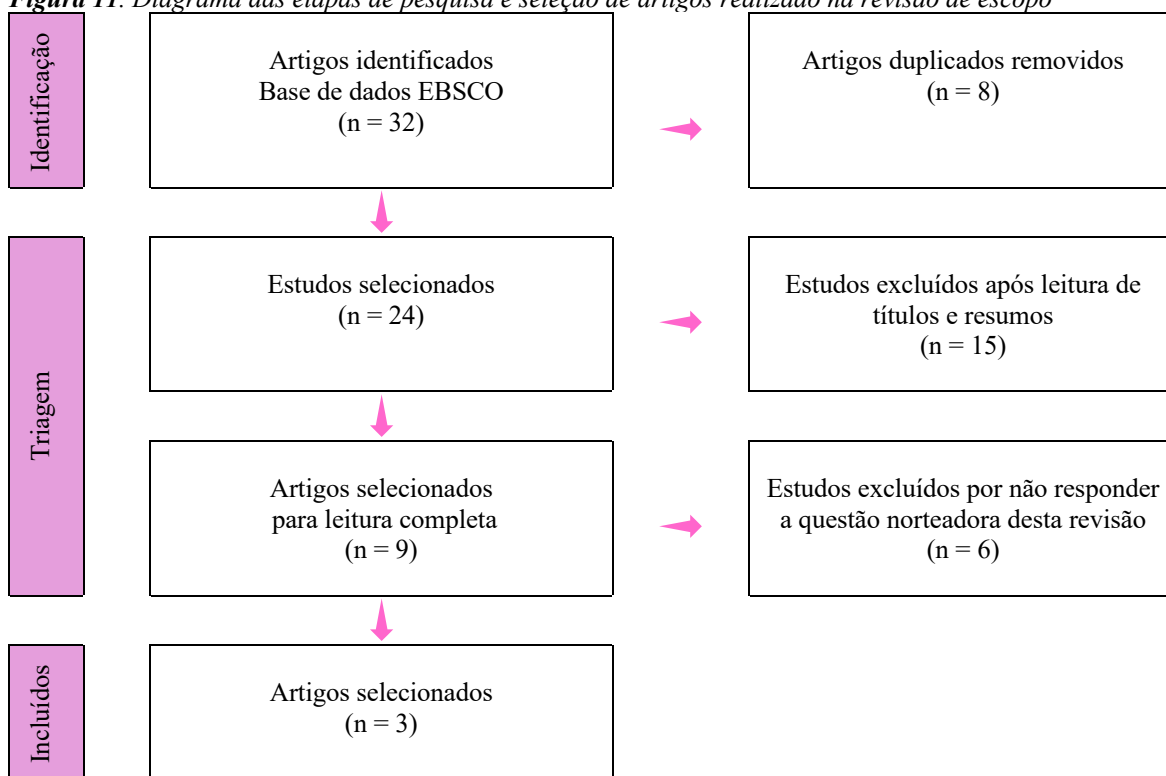 Figura 11. Diagrama das etapas de pesquisa e seleção de artigos realizado na revisão de escopo
Identificação
Artigos identificados
Base de dados EBSCO
(n = 32)
Artigos duplicados removidos
(n = 8)
Triagem
Estudos selecionados
(n = 24)
Estudos excluídos após leitura de
títulos e resumos
(n = 15)
Artigos selecionados
para leitura completa
(n = 9)
Estudos excluídos por não responder
a questão norteadora desta revisão
(n = 6)
Incluídos
Artigos selecionados
(n = 3)